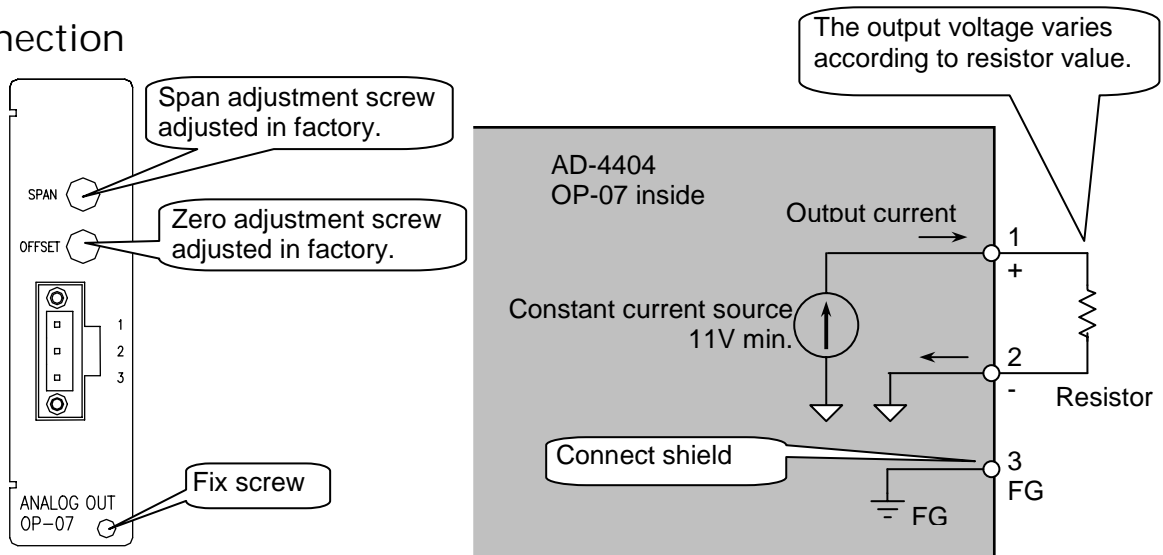 nection
Span adjustment screw
adjusted in factory.
SPAN
Zero adjustment screw
adjusted in factory.
OFFSET
1
2
3
Fix screw
ANALOG OUT
OP-07
The output voltage varies
according to resistor value.
AD-4404
OP-07 inside
Output current
1
+
Constant current source
11V min.
2
-
Resistor
Connect shield
3
FG
FG